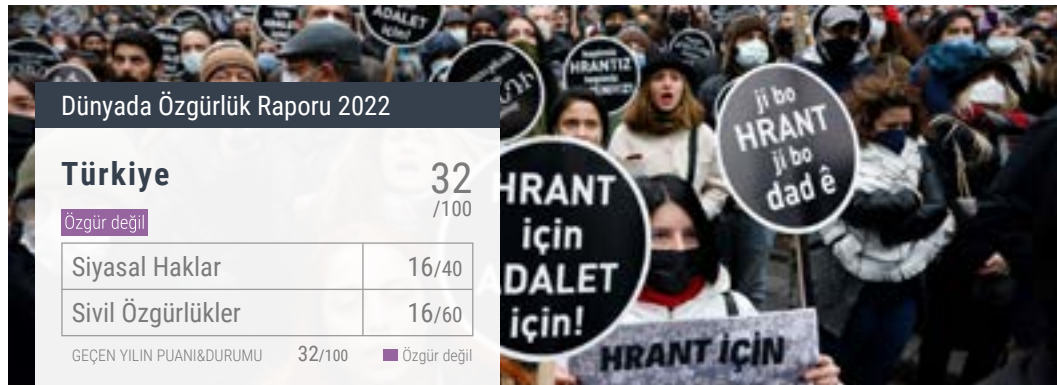 Dünyada Özgürlük Raporu 2022
Türkiye
32
/100
Özgür değil
Siyasal Haklar 16/40
Sivil Özgürlükler 16/60
GEÇEN YILIN PUANI&DURUMU 32/100 Özgür değil
ADALET
için!
HRANTIZ
ji bo
HRANT
ji bo
dad ê
HRANT
için
ADALET
için!
HRANT İÇİN